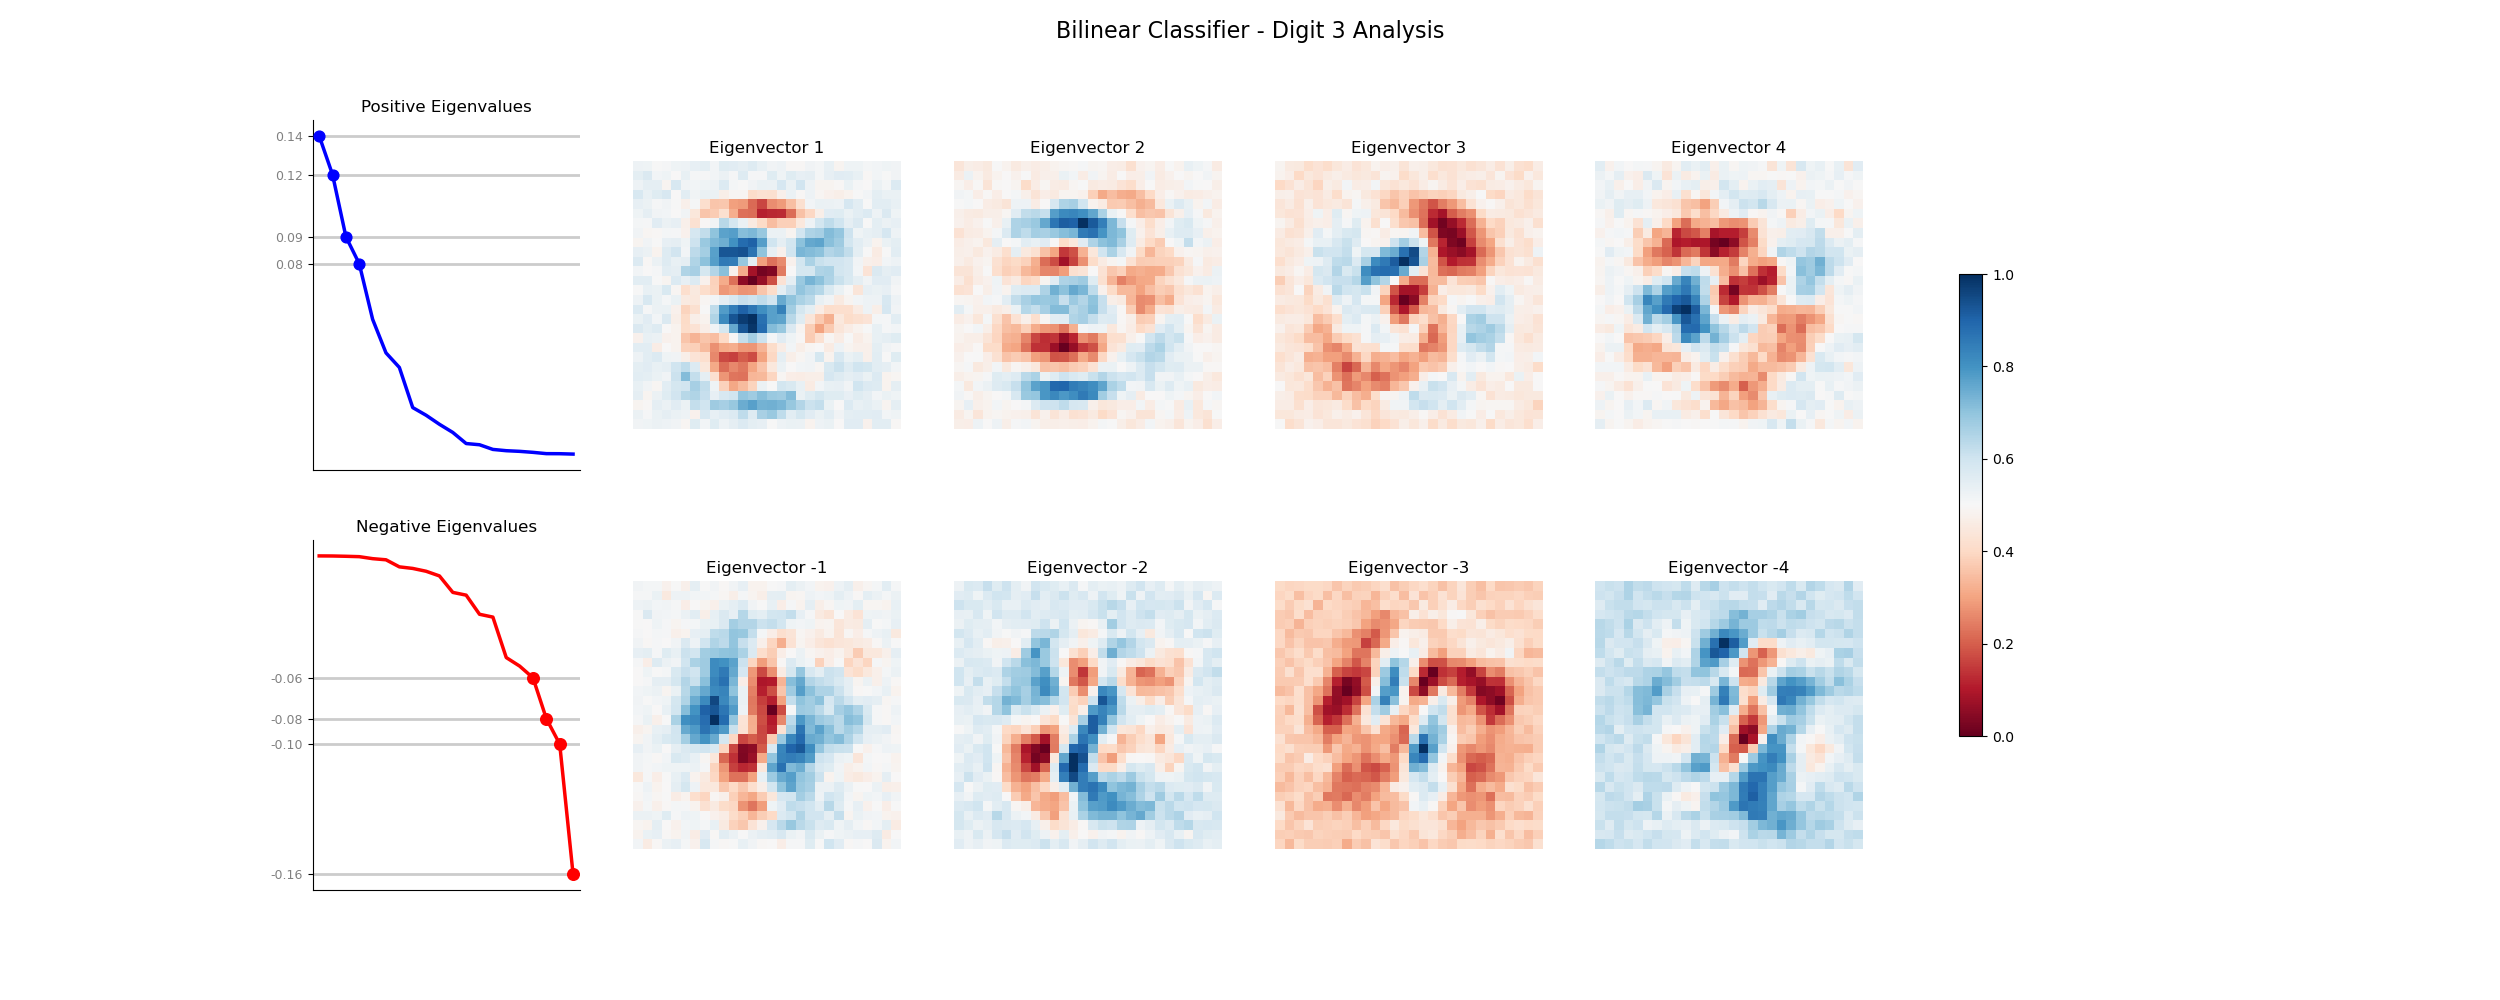 Bilinear Classifier - Digit 3 Analysis
Positive Eigenvalues
0.14
0.12
0.09
0.08
Eigenvector 1
Eigenvector 2
Eigenvector 3
Eigenvector 4
Negative Eigenvalues
-0.06
-0.08
-0.10
-0.16
Eigenvector -1
Eigenvector -2
Eigenvector -3
Eigenvector -4
1.0
0.8
0.6
0.4
0.2
0.0